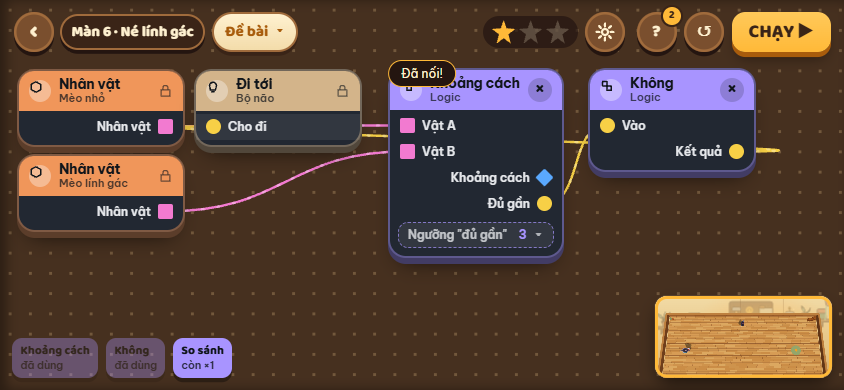 Màn 6 · Né lính gác
Đề bài
2
?
CHẠY
Nhân vật
Mèo nhỏ
Nhân vật
Đi tới
Bộ não
Cho đi
Đã nối!
Khoảng cách
Logic
Vật A
Vật B
Khoảng cách
Đủ gần
Ngưỡng "đủ gần" 3
Không
Logic
Vào
Kết quả
Nhân vật
Mèo lính gác
Nhân vật
Khoảng cách
đã dùng
Không
đã dùng
So sánh
còn ×1